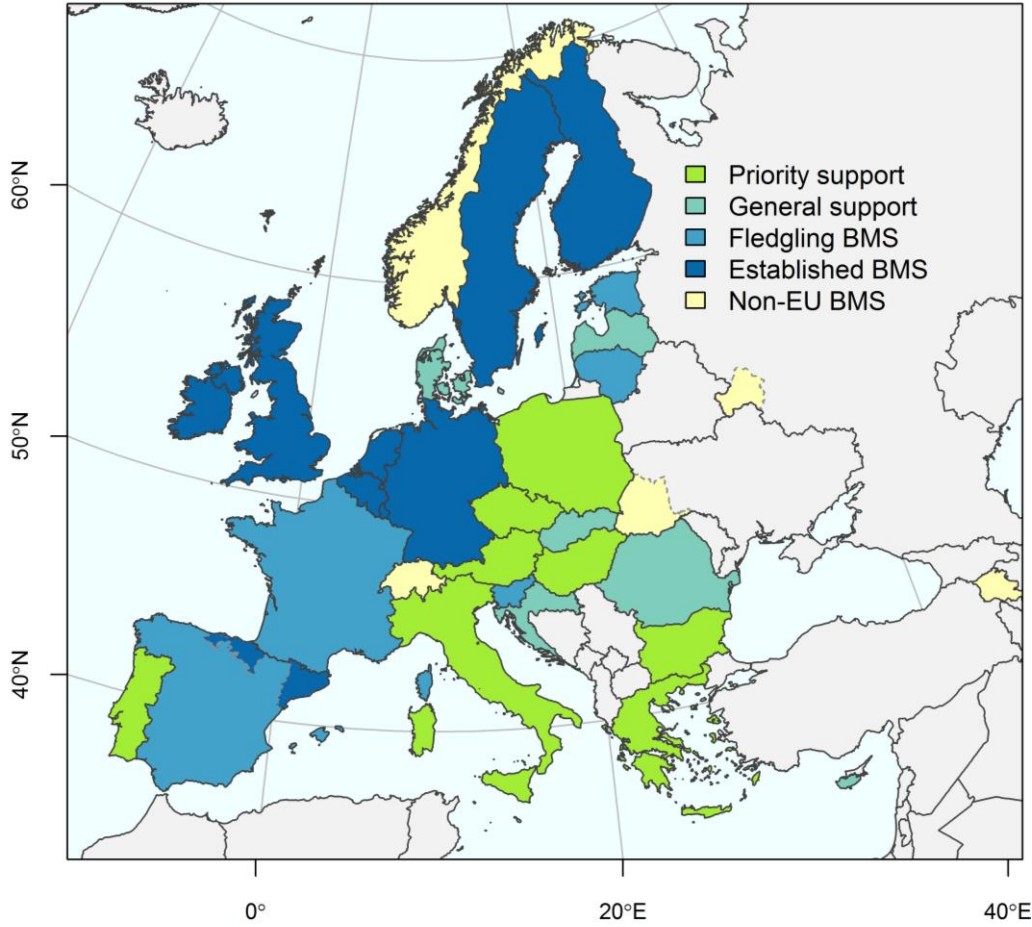 Priority support
General support
Fledgling BMS
Established BMS
Non-EU BMS
60°N
50°N
40°N
0°
20°E
40°E